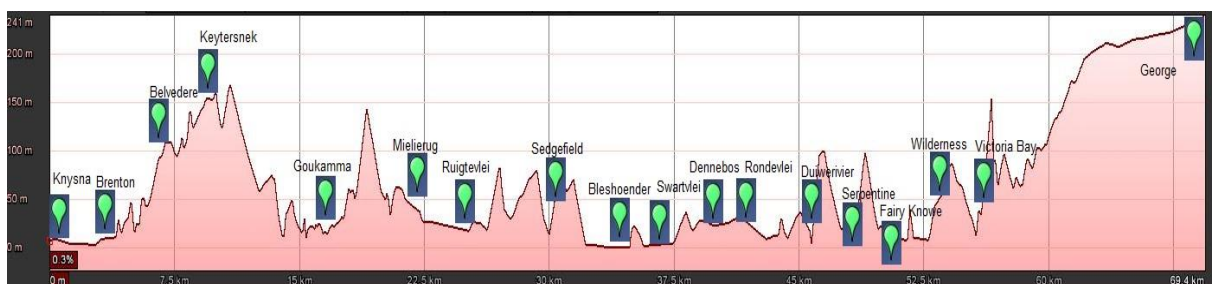 241 m
200 m
150 m
100 m
50 m
0 m
Knysna
Brenton
Belvedere
Keytersnek
Goukamma
Mielierug
Ruigtevlei
Sedgefield
Bleshoender
Swartvlei
Dennebos
Rondevlei
Duiwerivier
Serpentine
Fairy Knowe
Wilderness
Victoria Bay
George
0.3%
0 m
7.5 km
15 km
22.5 km
30 km
37.5 km
45 km
52.5 km
60 km
69.4 km